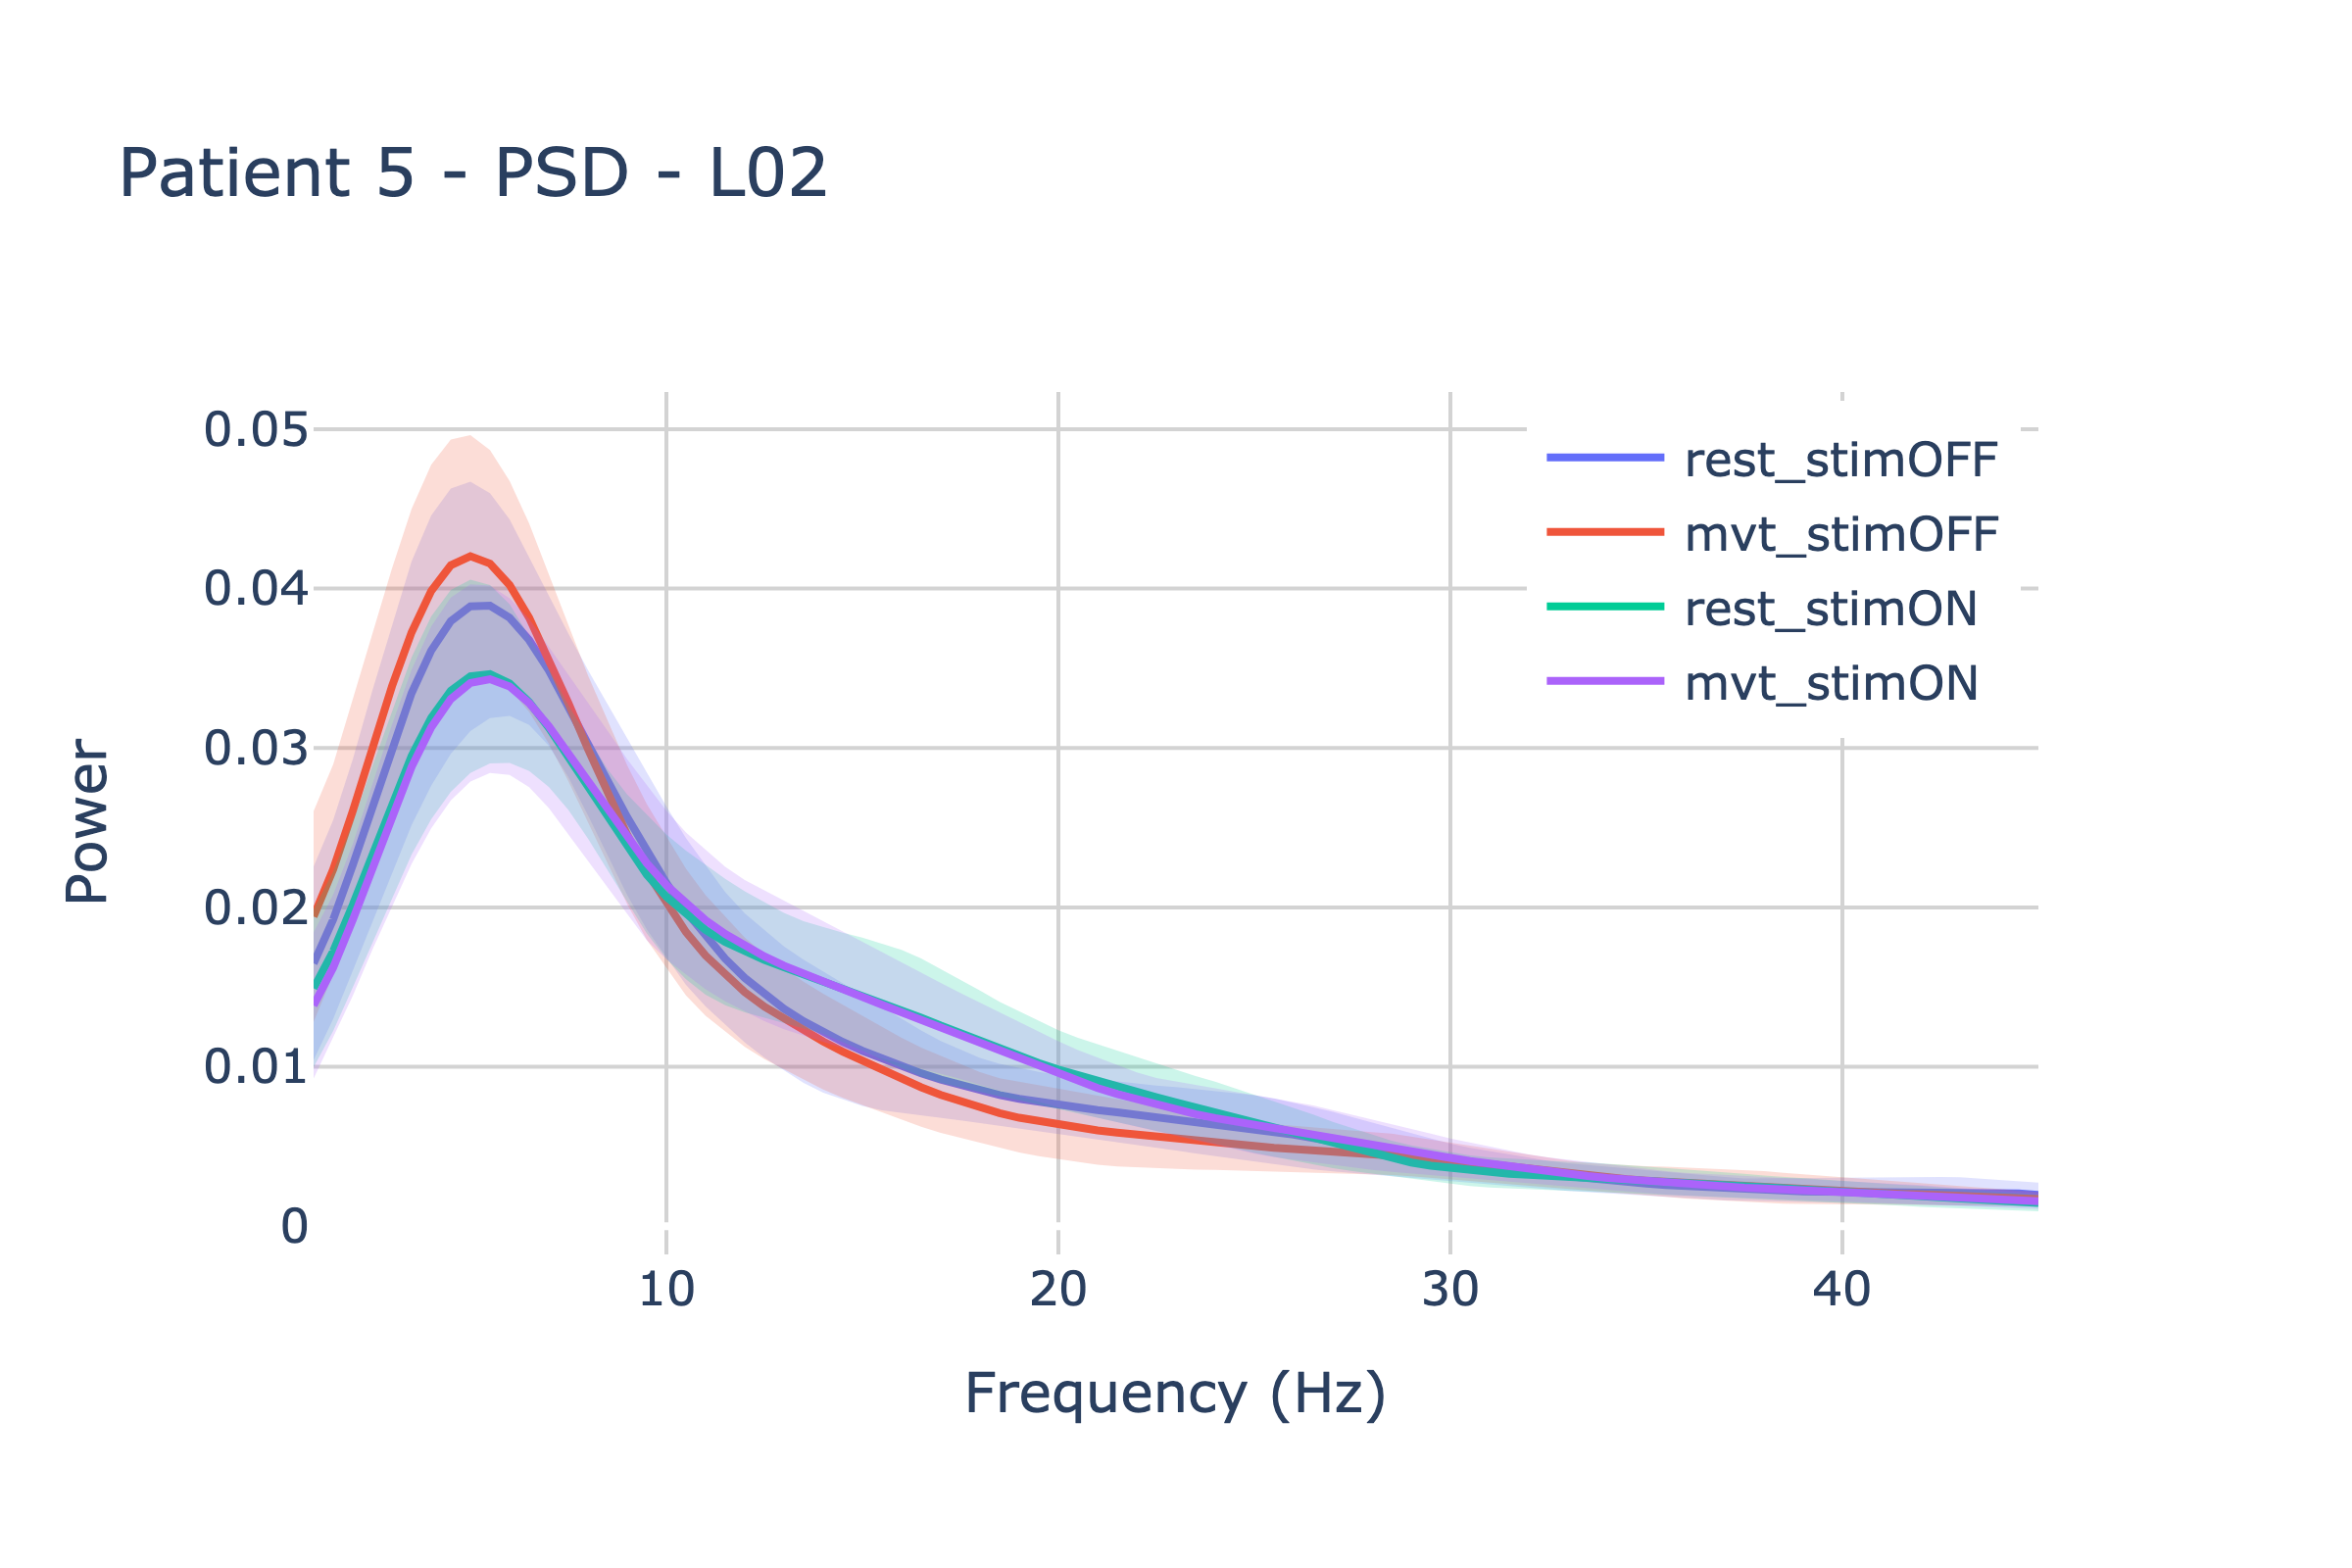 Patient 5 - PSD - L02
0.05
0.04
0.03
0.02
0.01
0
Power
10
20
30
40
Frequency (Hz)
rest_stimOFF
mvt_stimOFF
rest_stimON
mvt_stimON